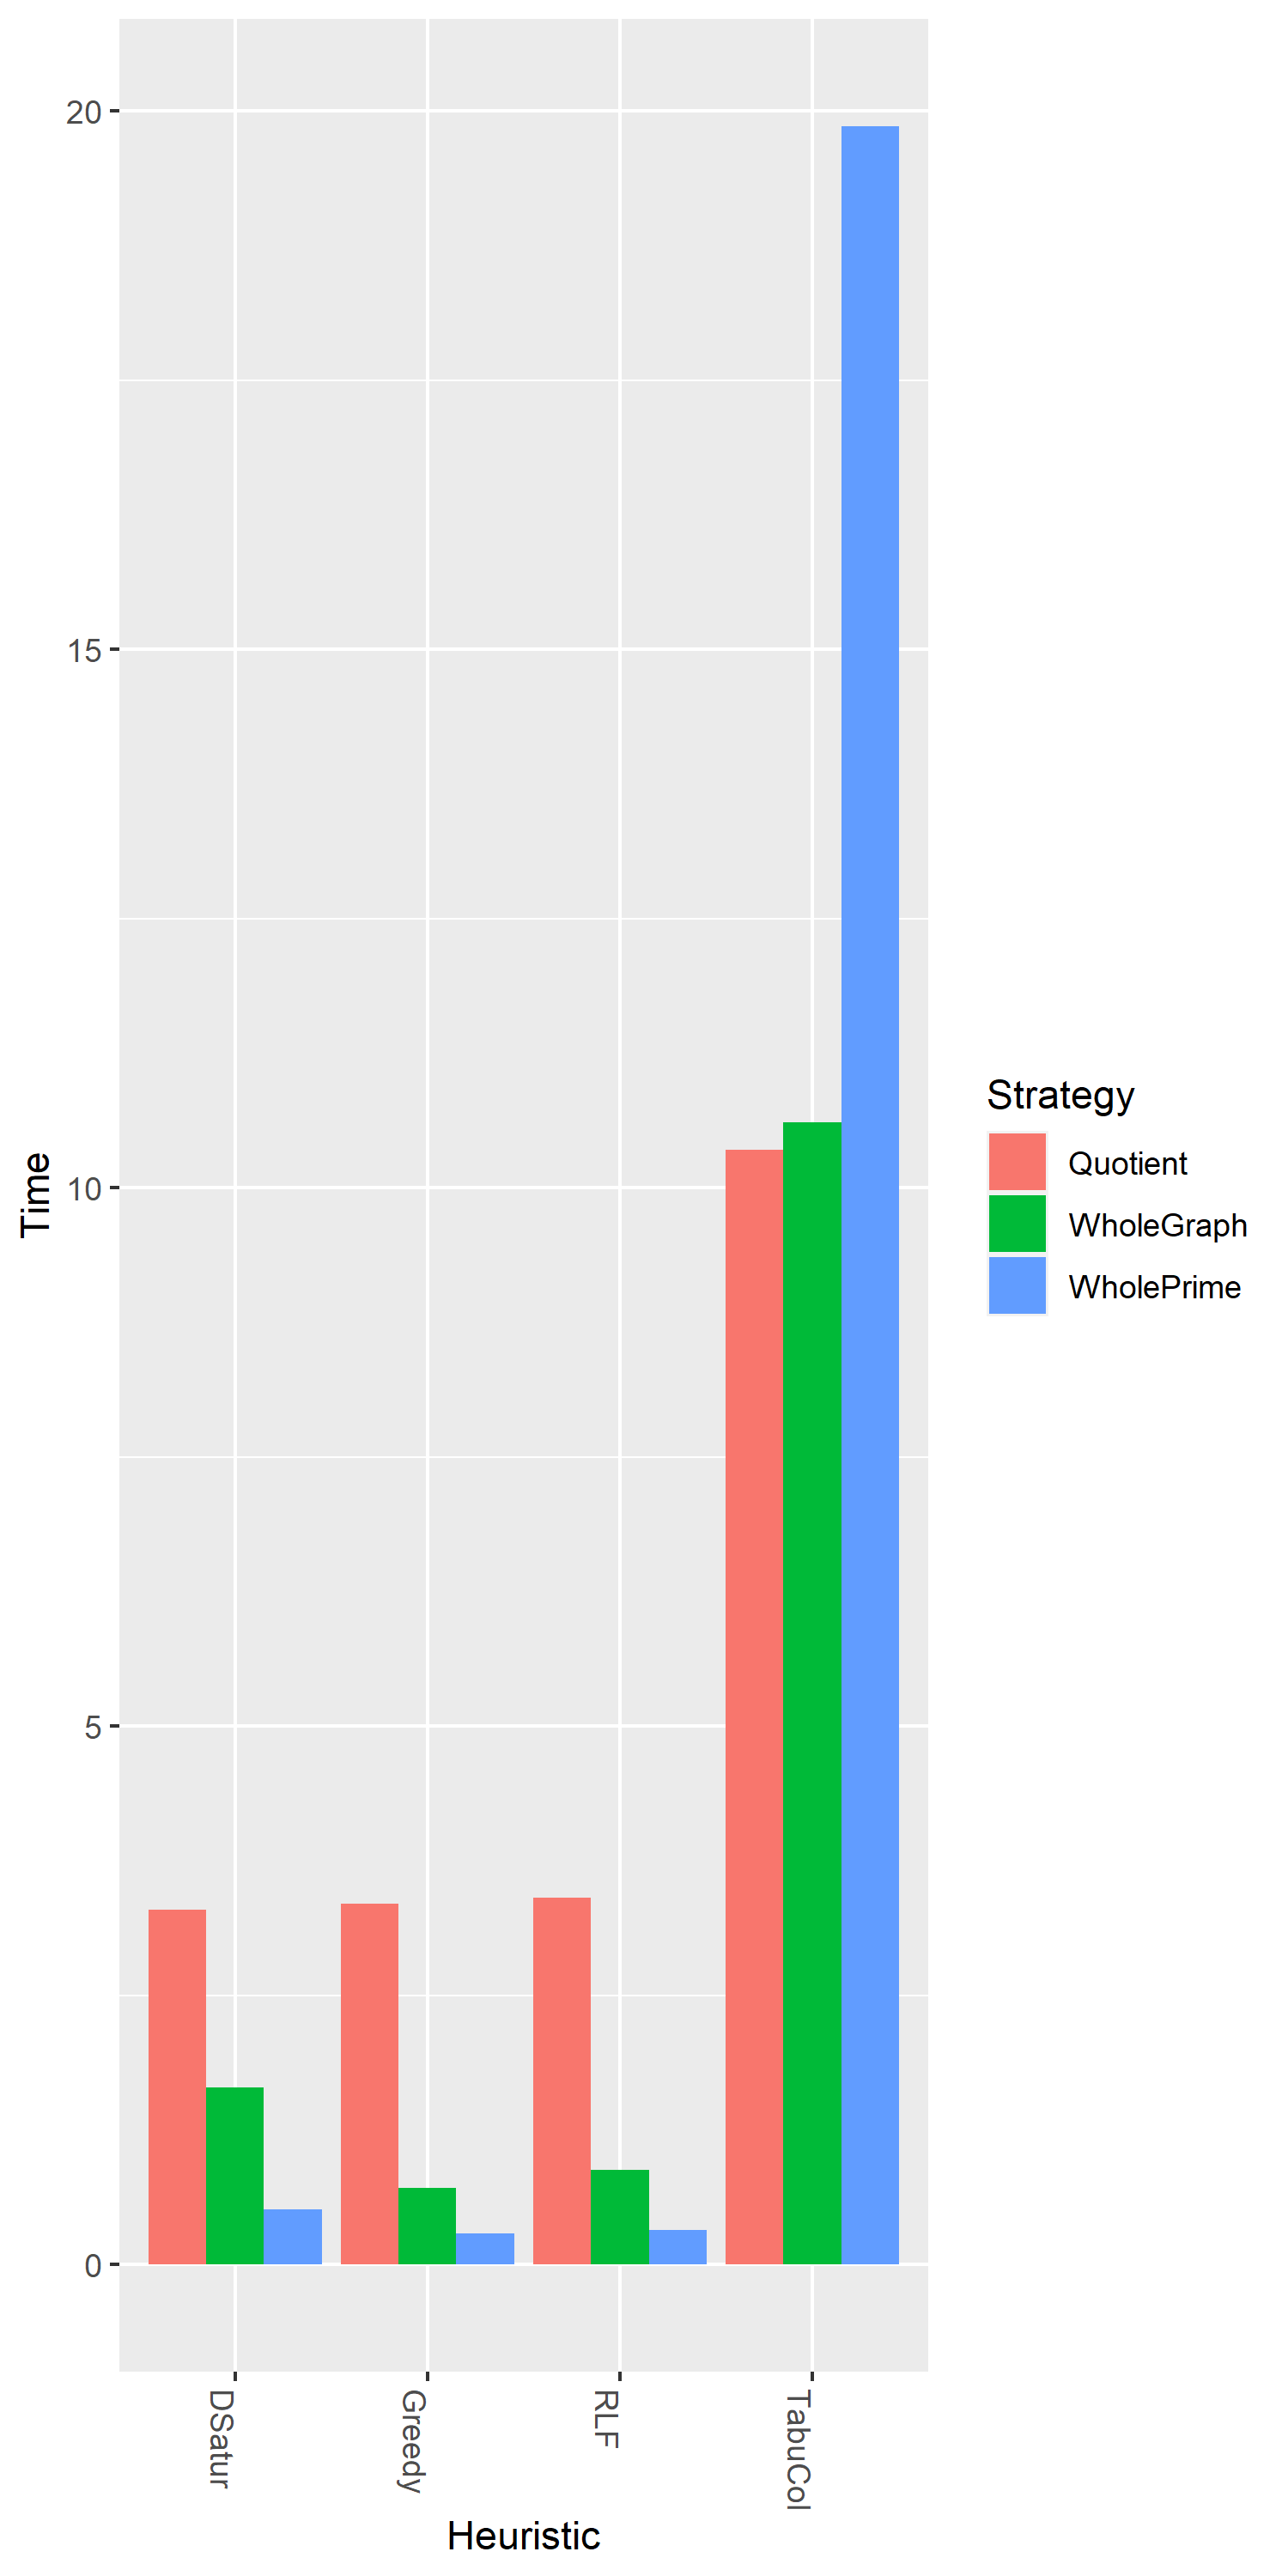 20
15
10
5
0
Time
DSatur
Greedy
RLF
TabuCol
Heuristic
Strategy
Quotient
WholeGraph
WholePrime